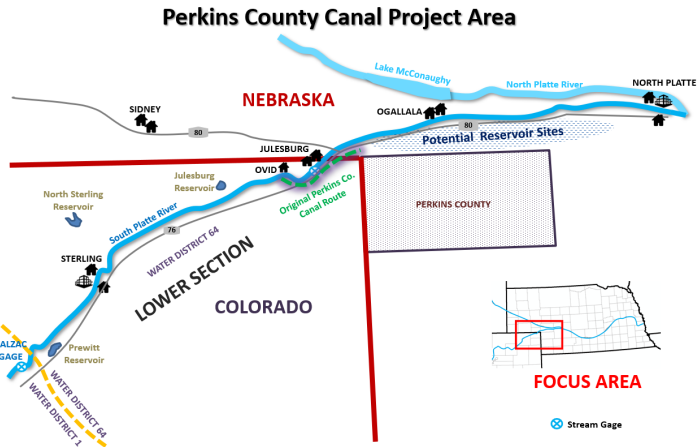 Perkins County Canal Project Area
Lake McConaughy
North Platte River
NORTH PLATTE
NEBRASKA
SIDNEY
80
OGALLALA
80
Potential Reservoir Sites
JULESBURG
OVID
Julesburg
Reservoir
Original Perkins Co.
Canal Route
PERKINS COUNTY
North Sterling
Reservoir
South Platte River
76
WATER DISTRICT 64
LOWER SECTION
STERLING
COLORADO
ALZAC
GAGE
Prewitt
Reservoir
WATER DISTRICT 64
WATER DISTRICT 1
FOCUS AREA
Stream Gage